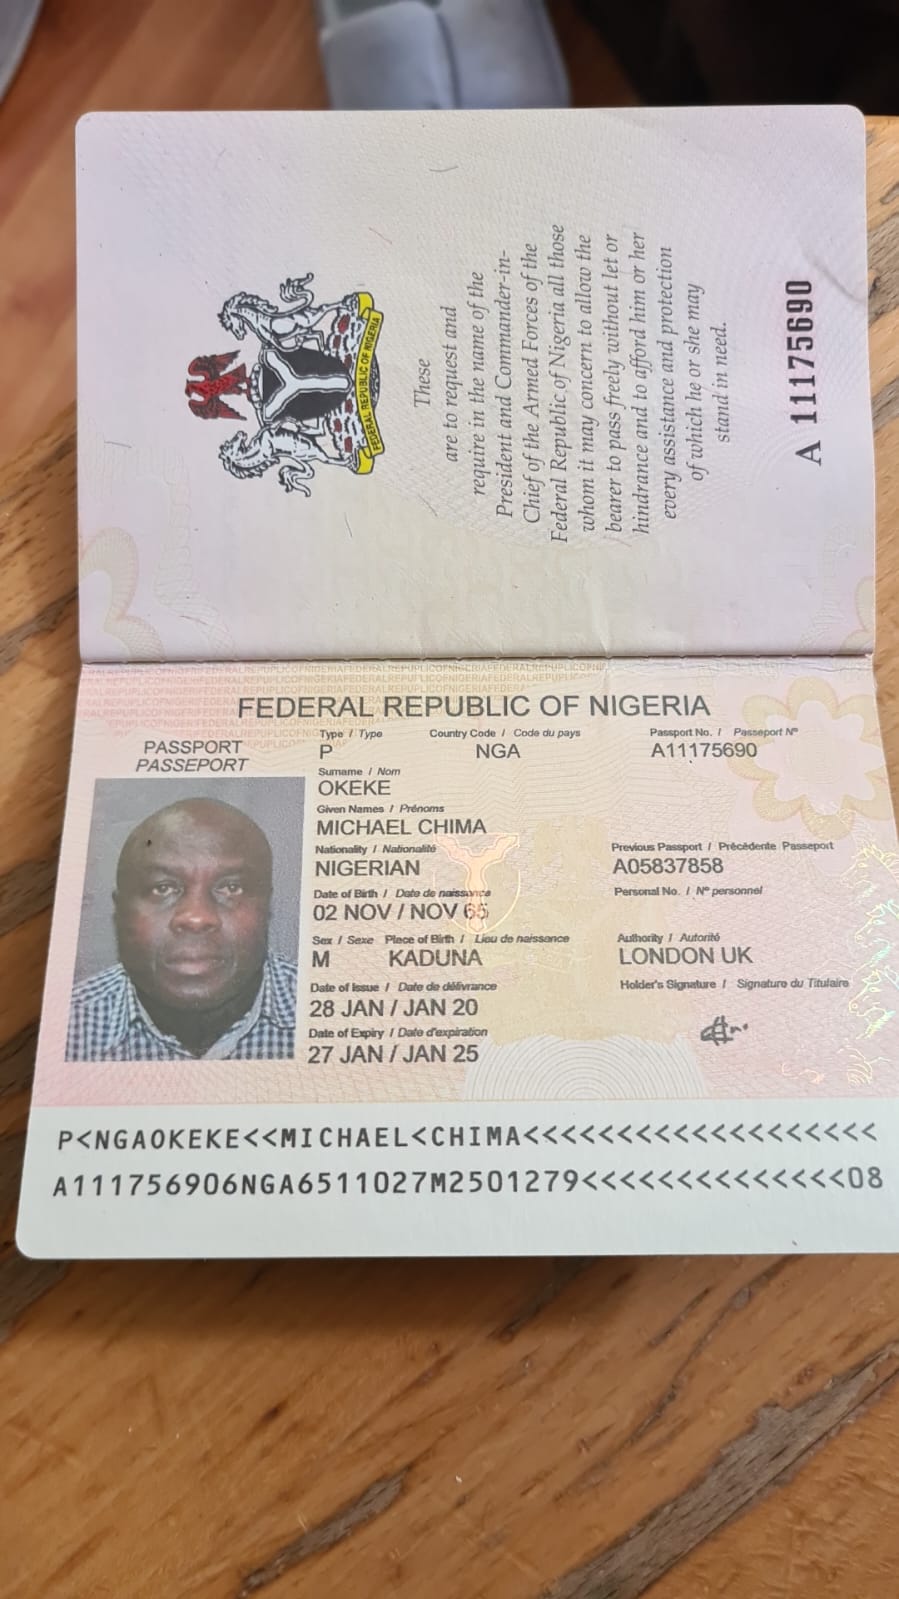 FEDERAL REPUBLIC OF NIGERIA
These
are to request and
require in the name of the
President and Commander-in-
Chief of the Armed Forces of the
Federal Republic of Nigeria all those
whom it may concern to allow the
bearer to pass freely without let or
hindrance and to afford him or her
every assistance and protection
of which he or she may
stand in need.
A 11175690
FEDERAL REPUBLIC OF NIGERIA
PASSPORT
PASSEPORT
Type / Type
P
Country Code / Code du pays
NGA
Passport No. / Passeport Nº
A11175690
Surname / Nom
OKEKE
Given Names / Prénoms
MICHAEL CHIMA
Nationality / Nationalité
NIGERIAN
Previous Passport / Précédente Passeport
A05837858
Date of Birth / Date de naissance
02 NOV / NOV 65
Personal No. / Nº personnel
Sex / Sexe
M
Place of Birth / Lieu de naissance
KADUNA
Authority / Autorité
LONDON UK
Date of Issue / Date de délivrance
28 JAN / JAN 20
Holder's Signature / Signature du Titulaire
Date of Expiry / Date d'expiration
27 JAN / JAN 25
P<NGAOKEKE<<MICHAEL<CHIMA<<<<<<<<<<<<<<<<<<<
A111756906NGA6511027M2501279<<<<<<<<<<<<<<08